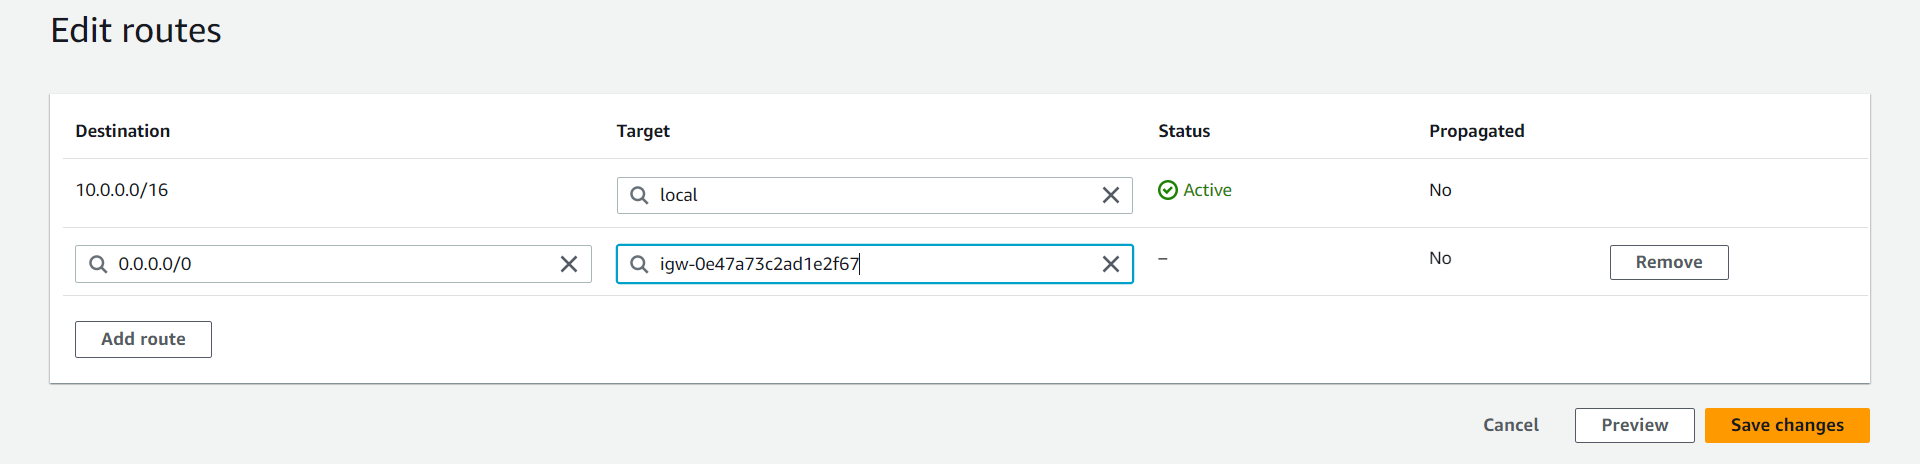 Edit routes
Destination Target Status Propagated
10.0.0.0/16 local Active No
0.0.0.0/0 igw-0e47a73c2ad1e2f67 – No Remove
Add route
Cancel Preview Save changes